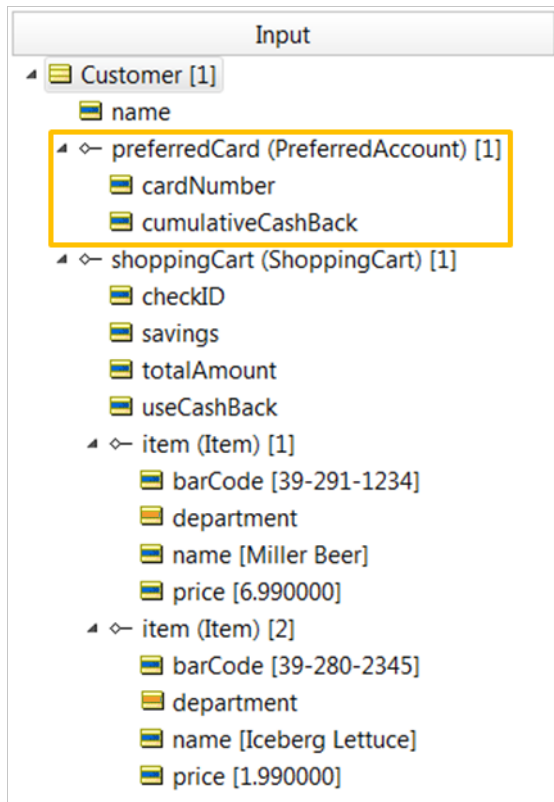 Input
Customer [1]
name
preferredCard (PreferredAccount) [1]
cardNumber
cumulativeCashBack
shoppingCart (ShoppingCart) [1]
checkID
savings
totalAmount
useCashBack
item (Item) [1]
barCode [39-291-1234]
department
name [Miller Beer]
price [6.990000]
item (Item) [2]
barCode [39-280-2345]
department
name [Iceberg Lettuce]
price [1.990000]